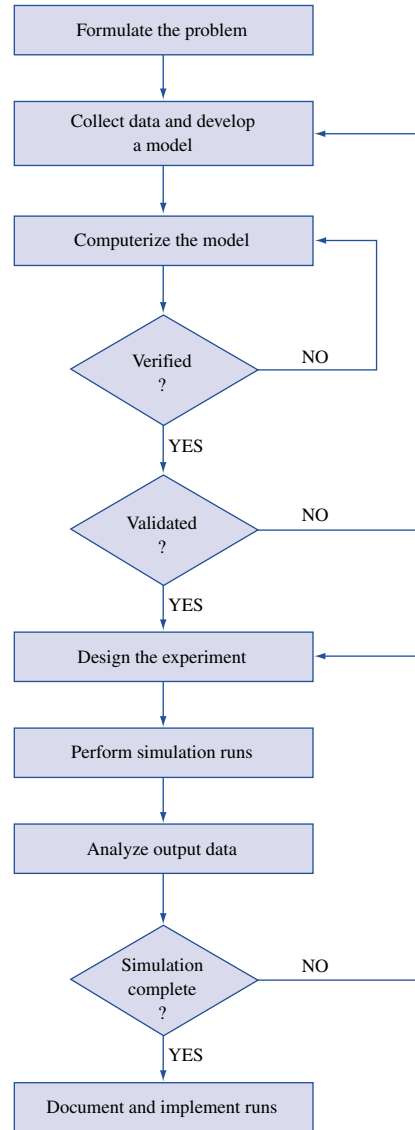 Formulate the problem
Collect data and develop
a model
Computerize the model
Verified
?
NO
YES
Validated
?
NO
YES
Design the experiment
Perform simulation runs
Analyze output data
Simulation
complete
?
NO
YES
Document and implement runs